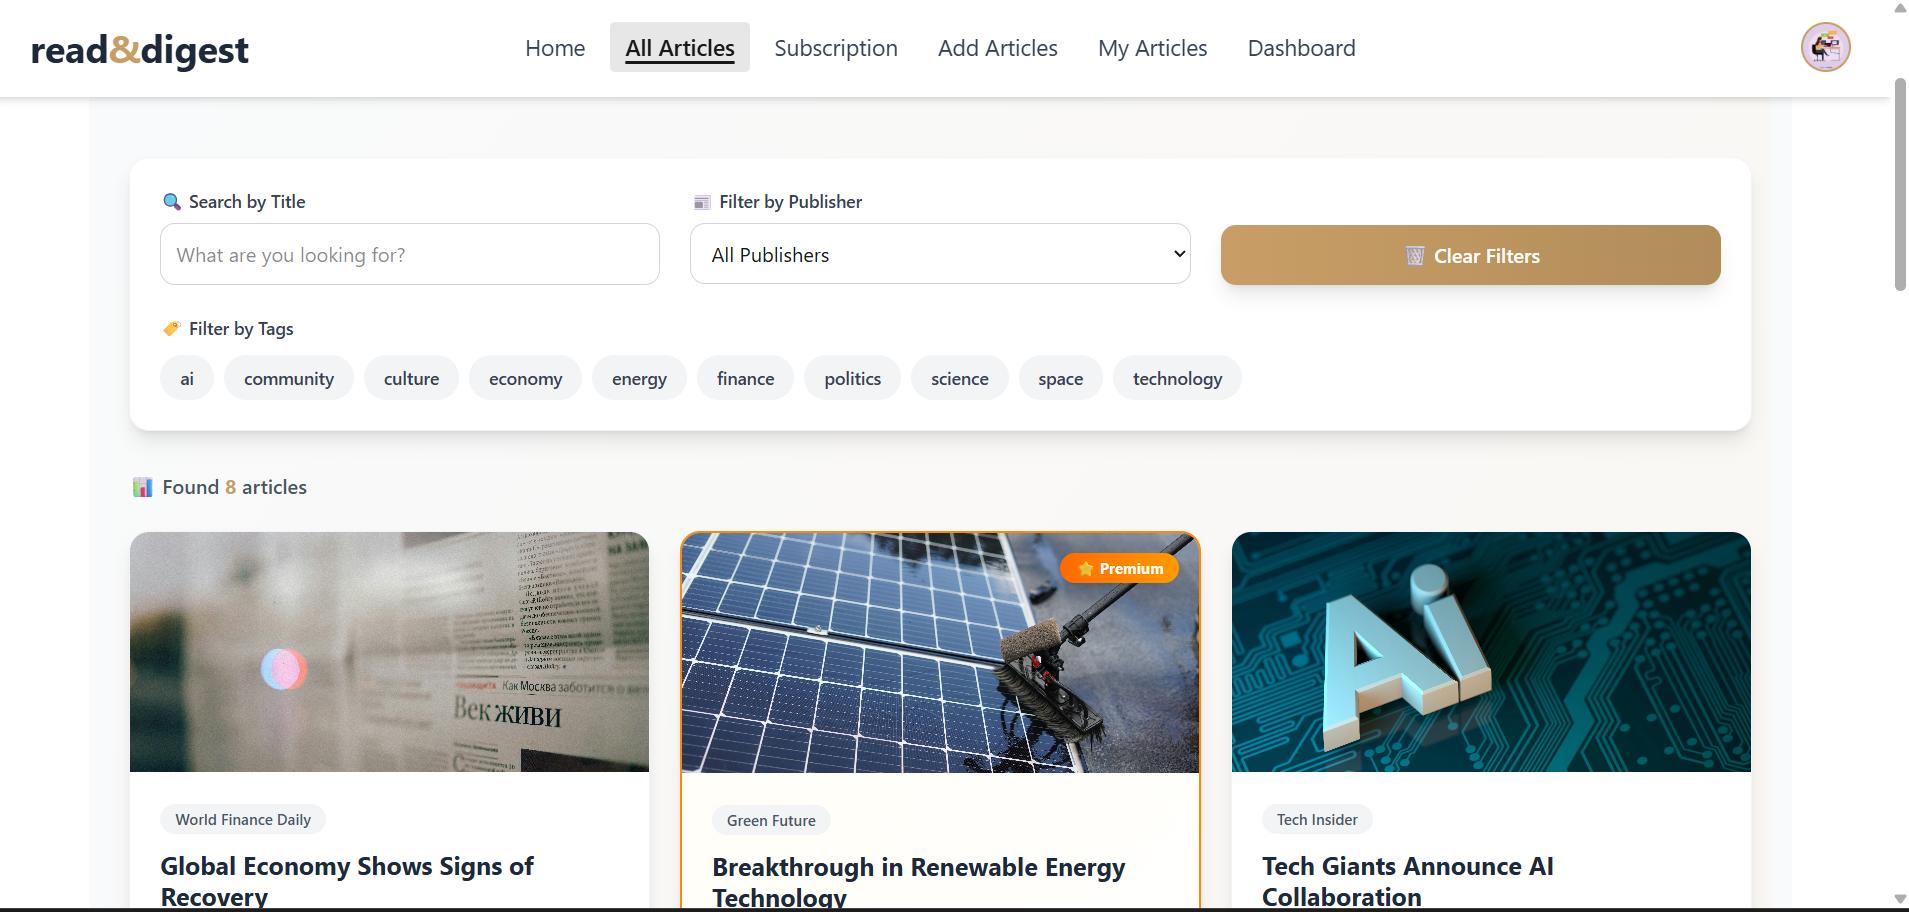 read&digest
Home
All Articles
Subscription
Add Articles
My Articles
Dashboard
Search by Title
Filter by Publisher
What are you looking for?
All Publishers
Clear Filters
Filter by Tags
ai
community
culture
economy
energy
finance
politics
science
space
technology
Found 8 articles
Как Москва заботится о
Век живи
Premium
Ai
World Finance Daily
Global Economy Shows Signs of
Recovery
Green Future
Breakthrough in Renewable Energy
Technology
Tech Insider
Tech Giants Announce AI
Collaboration